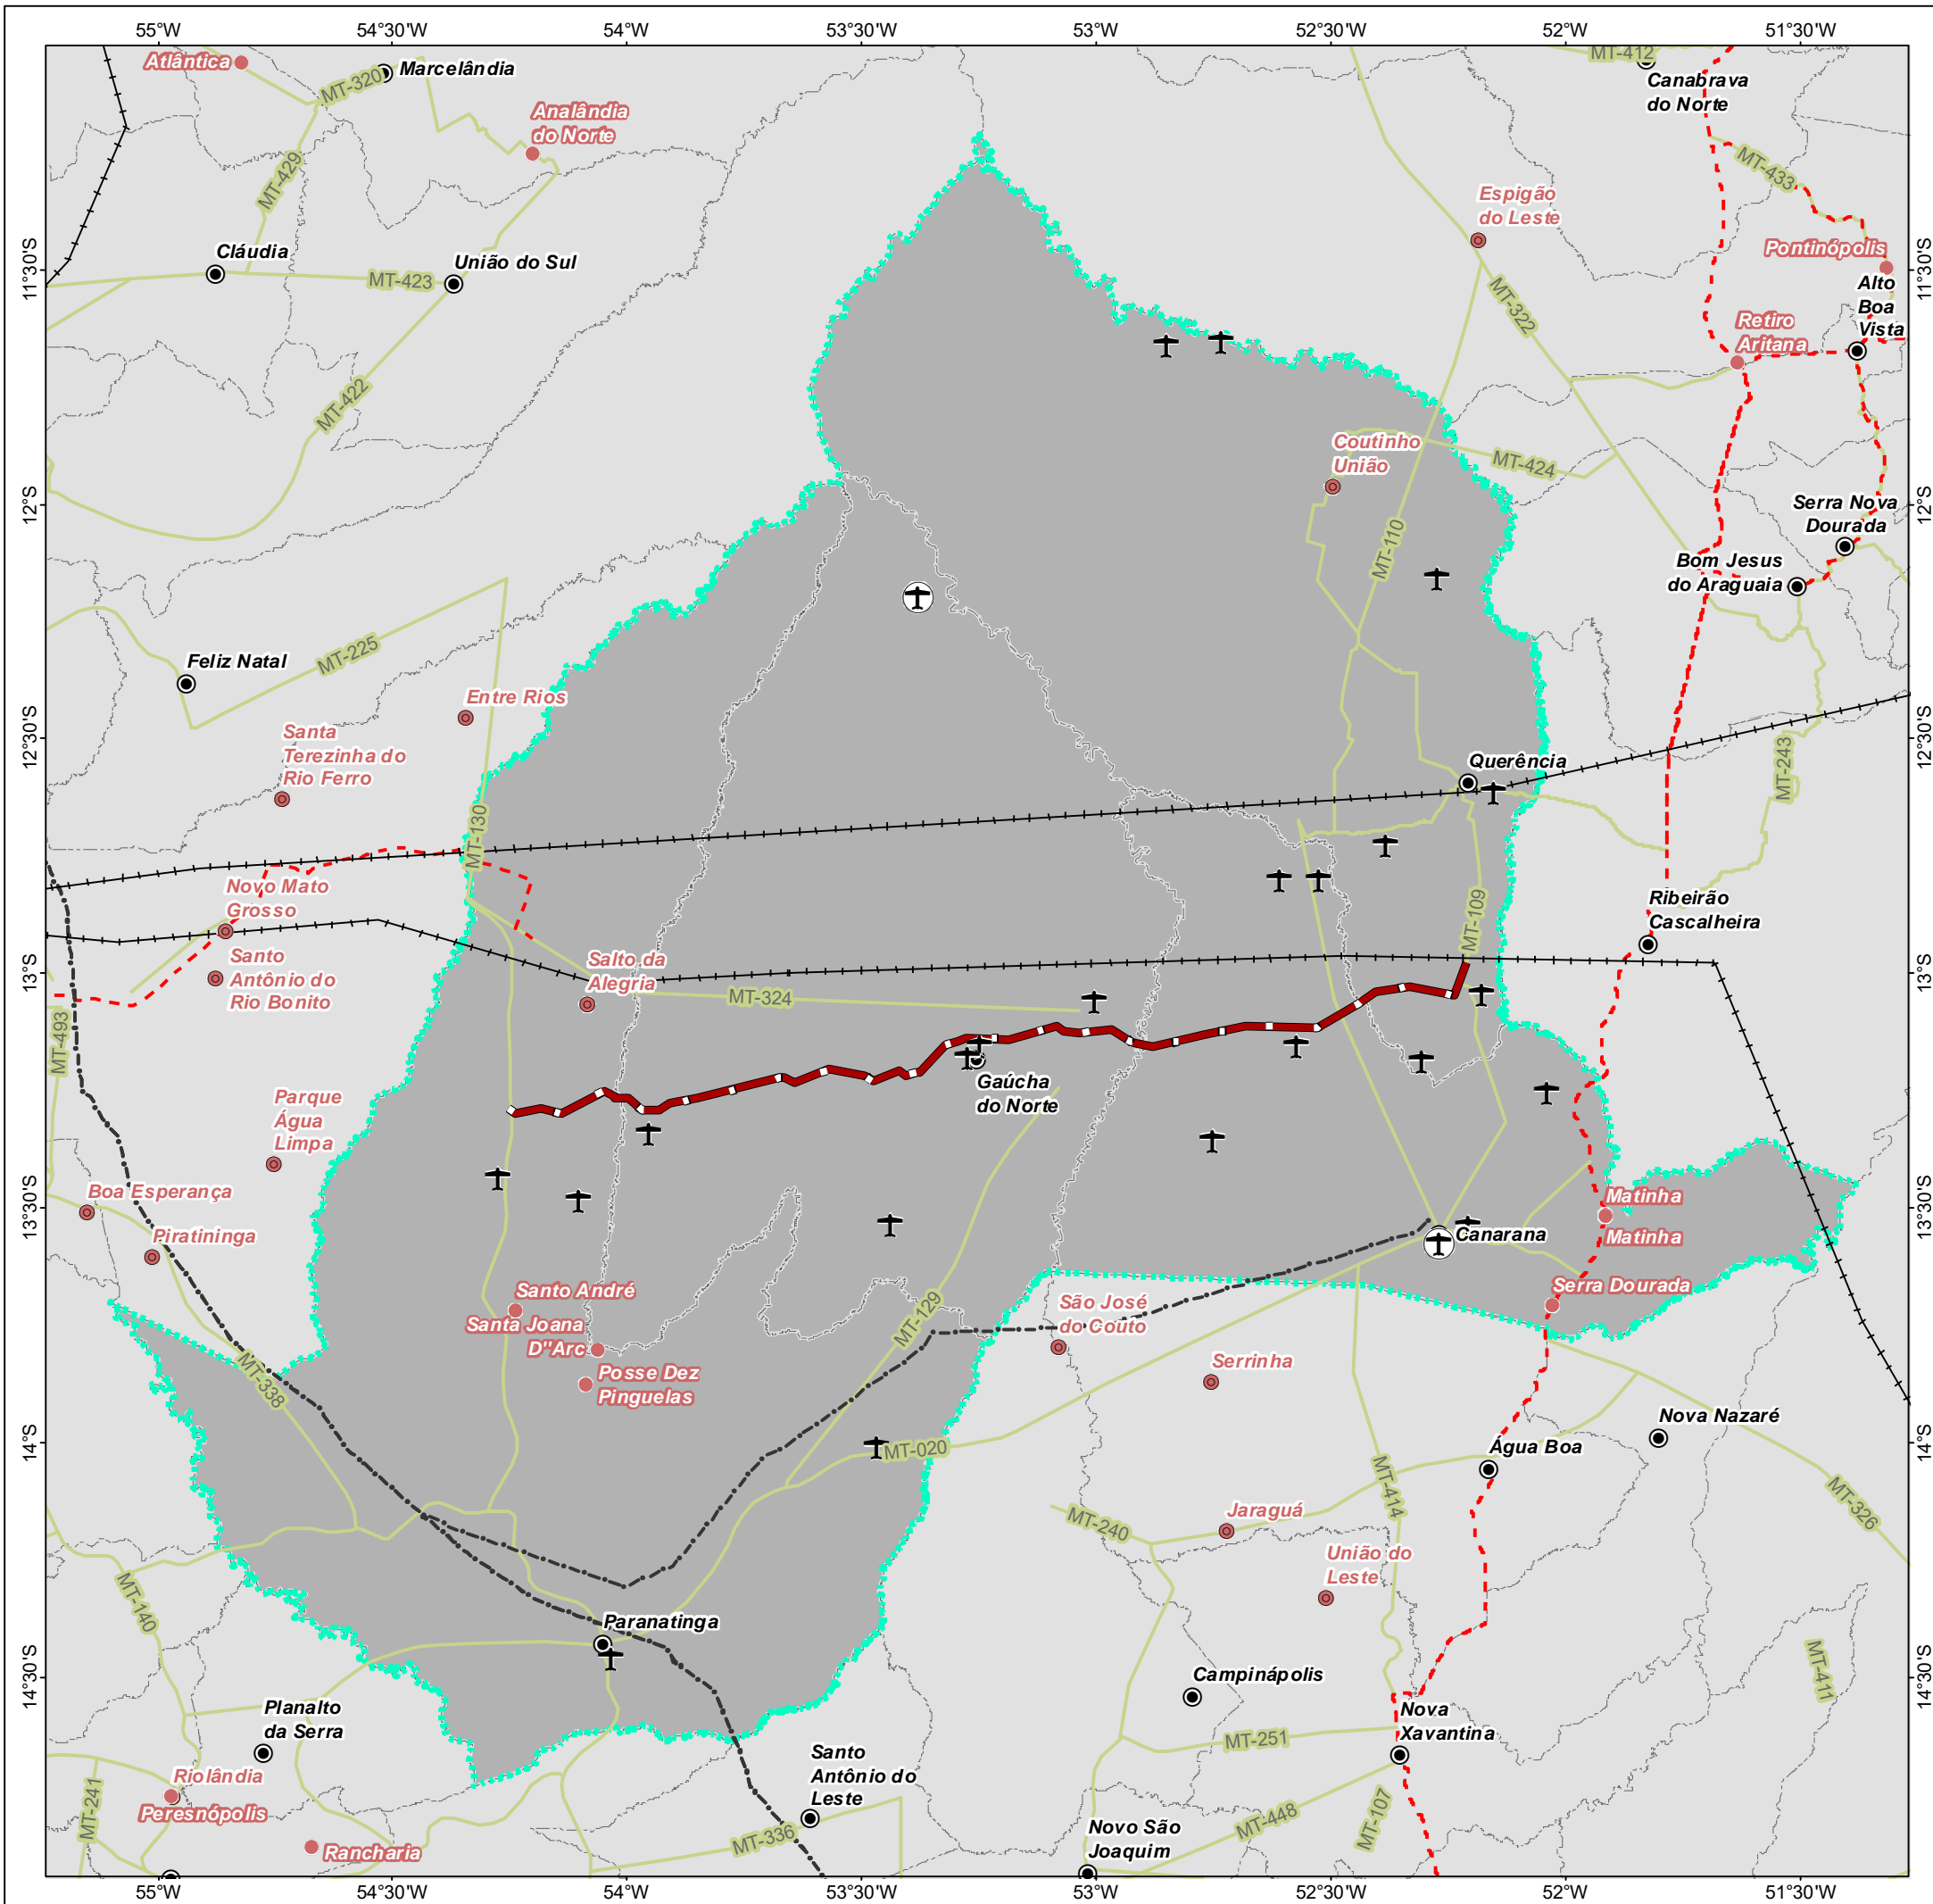 55°W
54°30'W
54°W
53°30'W
53°W
52°30'W
52°W
51°30'W
Atlântica
MT-320
Marcelândia
MT-412
Canabrava
do Norte
Analândia
do Norte
MT-429
MT-433
Espigão
do Leste
Pontinópolis
11°30'S
Cláudia
União do Sul
MT-423
MT-322
Alto
Boa
Vista
11°30'S
Retiro
Aritana
MT-422
Coutinho
União
MT-424
12°S
Serra Nova
Dourada
12°S
MT-110
Bom Jesus
do Araguaia
Feliz Natal
MT-225
Entre Rios
Santa
Terezinha do
Rio Ferro
12°30'S
12°30'S
MT-243
Querência
MT-130
Novo Mato
Grosso
MT-109
Ribeirão
Cascalheira
Santo
Antônio do
Rio Bonito
Salto da
Alegria
13°S
13°S
MT-324
MT-493
Gaúcha
do Norte
Parque
Água
Limpa
Boa Esperança
13°30'S
13°30'S
Matinha
Matinha
Piratininga
Canarana
Santo André
Santa Joana
D"Arc
Serra Dourada
MT-129
São José
do Couto
MT-338
Posse Dez
Pinguelas
Serrinha
14°S
14°S
Nova Nazaré
MT-020
Água Boa
MT-414
MT-326
MT-240
Jaraguá
União do
Leste
MT-140
Paranatinga
14°30'S
14°30'S
MT-411
Campinápolis
Planalto
da Serra
Nova
Xavantina
MT-251
Santo
Antônio do
Leste
Riolândia
Peresnópolis
MT-241
Rancharia
MT-336
Novo São
Joaquim
MT-448
MT-107
55°W
54°30'W
54°W
53°30'W
53°W
52°30'W
52°W
51°30'W